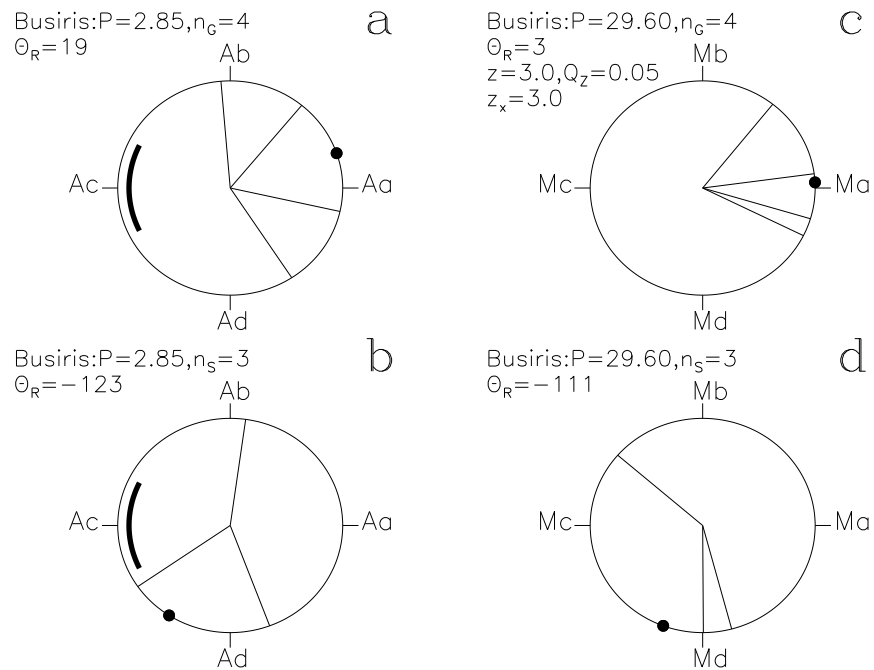 Busiris:P=2.85,n_G=4
Θ_R=19
a
Ab
Ac
Aa
Ad
Busiris:P=29.60,n_G=4
Θ_R=3
z=3.0,Q_Z=0.05
z_x=3.0
c
Mb
Mc
Ma
Md
Busiris:P=2.85,n_S=3
Θ_R=−123
b
Ab
Ac
Aa
Ad
Busiris:P=29.60,n_S=3
Θ_R=−111
d
Mb
Mc
Ma
Md